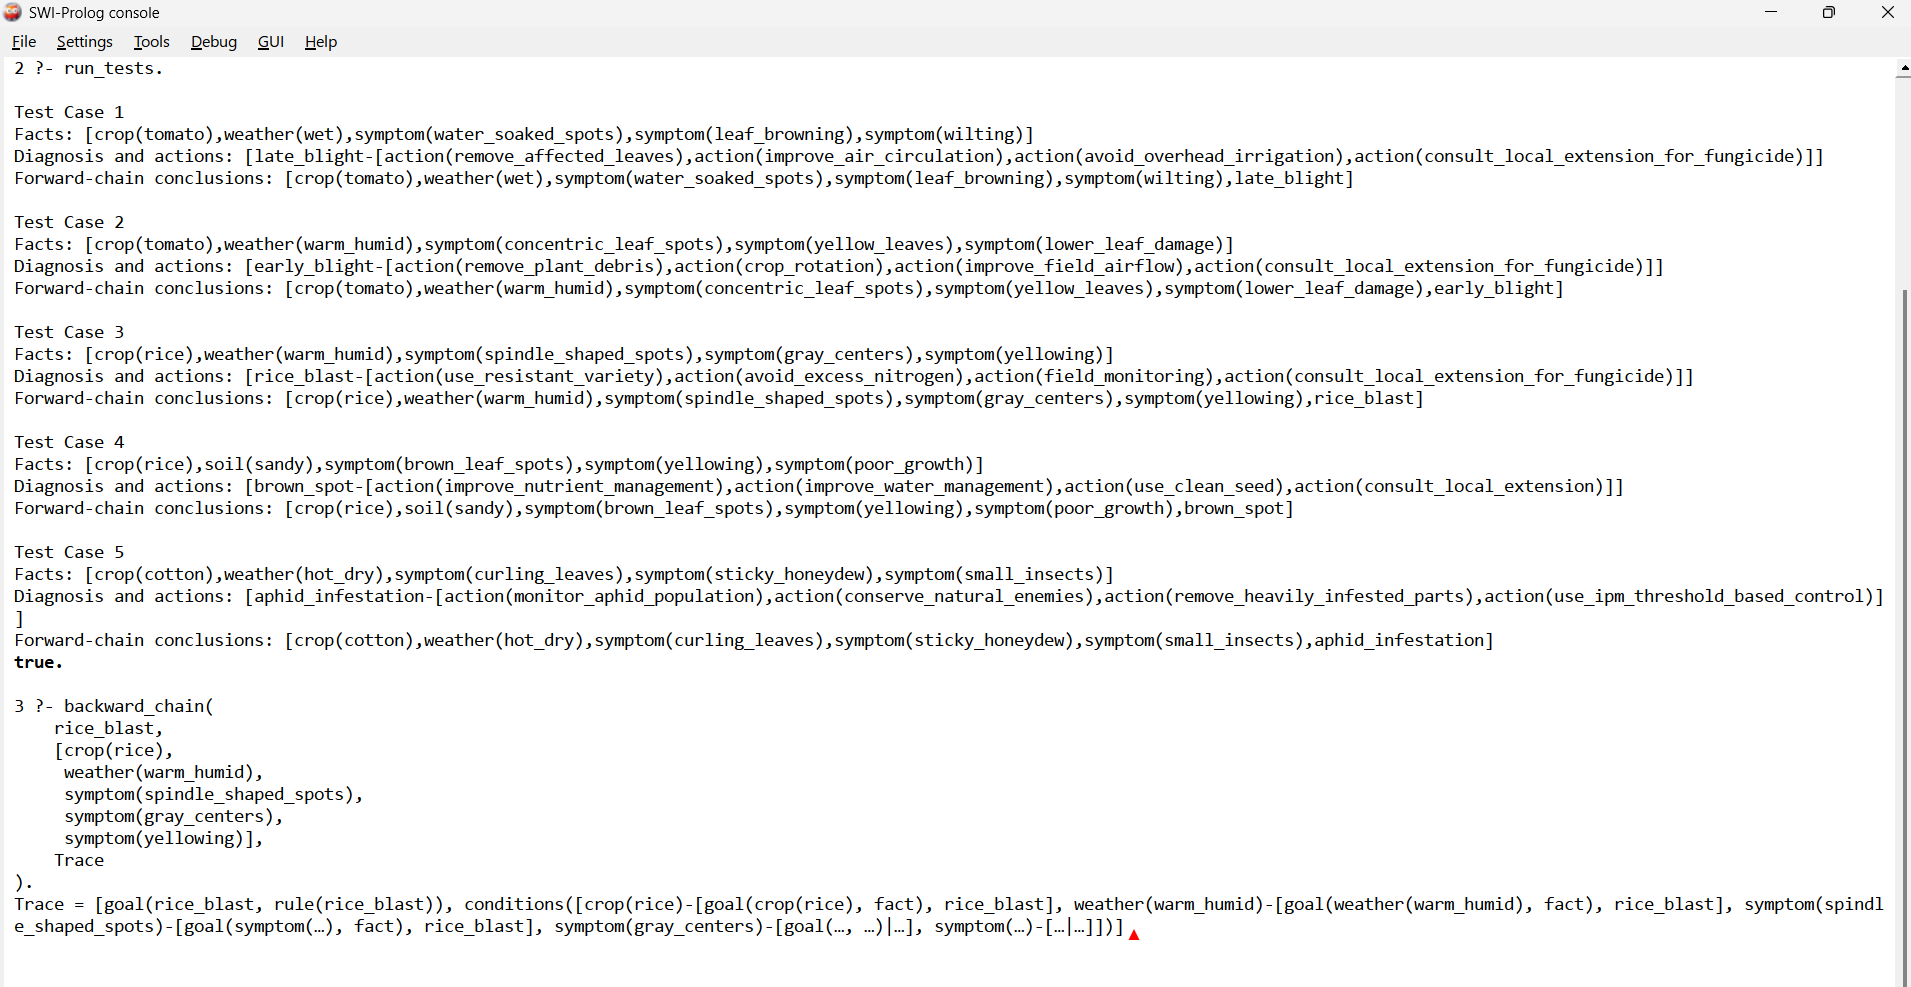 SWI-Prolog console
File Settings Tools Debug GUI Help
2 ?- run_tests.
Test Case 1
Facts: [crop(tomato),weather(wet),symptom(water_soaked_spots),symptom(leaf_browning),symptom(wilting)]
Diagnosis and actions: [late_blight-[action(remove_affected_leaves),action(improve_air_circulation),action(avoid_overhead_irrigation),action(consult_local_extension_for_fungicide)]]
Forward-chain conclusions: [crop(tomato),weather(wet),symptom(water_soaked_spots),symptom(leaf_browning),symptom(wilting),late_blight]
Test Case 2
Facts: [crop(tomato),weather(warm_humid),symptom(concentric_leaf_spots),symptom(yellow_leaves),symptom(lower_leaf_damage)]
Diagnosis and actions: [early_blight-[action(remove_plant_debris),action(crop_rotation),action(improve_field_airflow),action(consult_local_extension_for_fungicide)]]
Forward-chain conclusions: [crop(tomato),weather(warm_humid),symptom(concentric_leaf_spots),symptom(yellow_leaves),symptom(lower_leaf_damage),early_blight]
Test Case 3
Facts: [crop(rice),weather(warm_humid),symptom(spindle_shaped_spots),symptom(gray_centers),symptom(yellowing)]
Diagnosis and actions: [rice_blast-[action(use_resistant_variety),action(avoid_excess_nitrogen),action(field_monitoring),action(consult_local_extension_for_fungicide)]]
Forward-chain conclusions: [crop(rice),weather(warm_humid),symptom(spindle_shaped_spots),symptom(gray_centers),symptom(yellowing),rice_blast]
Test Case 4
Facts: [crop(rice),soil(sandy),symptom(brown_leaf_spots),symptom(yellowing),symptom(poor_growth)]
Diagnosis and actions: [brown_spot-[action(improve_nutrient_management),action(improve_water_management),action(use_clean_seed),action(consult_local_extension)]]
Forward-chain conclusions: [crop(rice),soil(sandy),symptom(brown_leaf_spots),symptom(yellowing),symptom(poor_growth),brown_spot]
Test Case 5
Facts: [crop(cotton),weather(hot_dry),symptom(curling_leaves),symptom(sticky_honeydew),symptom(small_insects)]
Diagnosis and actions: [aphid_infestation-[action(monitor_aphid_population),action(conserve_natural_enemies),action(remove_heavily_infested_parts),action(use_ipm_threshold_based_control)]
]
Forward-chain conclusions: [crop(cotton),weather(hot_dry),symptom(curling_leaves),symptom(sticky_honeydew),symptom(small_insects),aphid_infestation]
true.
3 ?- backward_chain(
rice_blast,
[crop(rice),
weather(warm_humid),
symptom(spindle_shaped_spots),
symptom(gray_centers),
symptom(yellowing)],
Trace
).
Trace = [goal(rice_blast, rule(rice_blast)), conditions([crop(rice)-[goal(crop(rice), fact), rice_blast], weather(warm_humid)-[goal(weather(warm_humid), fact), rice_blast], symptom(spindl
e_shaped_spots)-[goal(symptom(…), fact), rice_blast], symptom(gray_centers)-[goal(…, …)|…], symptom(…)-[…|…]])]